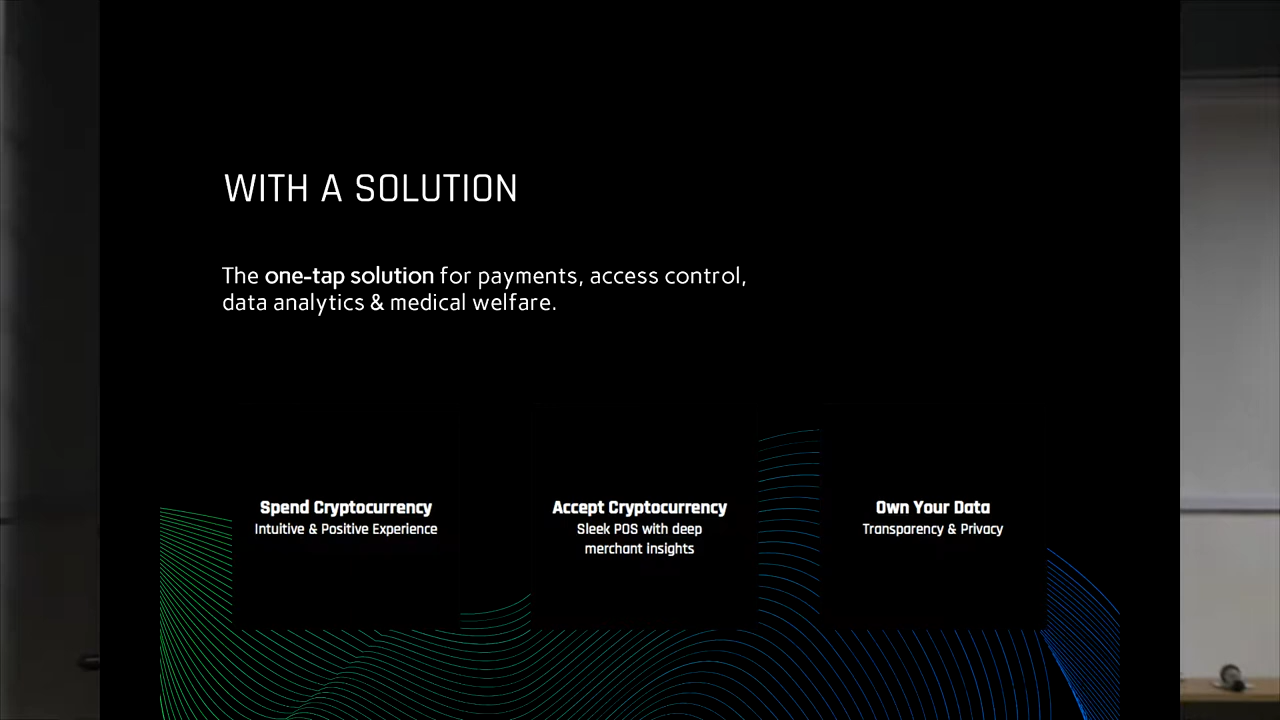 WITH A SOLUTION
The one-tap solution for payments, access control,
data analytics & medical welfare.
Spend Cryptocurrency
Intuitive & Positive Experience
Accept Cryptocurrency
Sleek POS with deep
merchant insights
Own Your Data
Transparency & Privacy